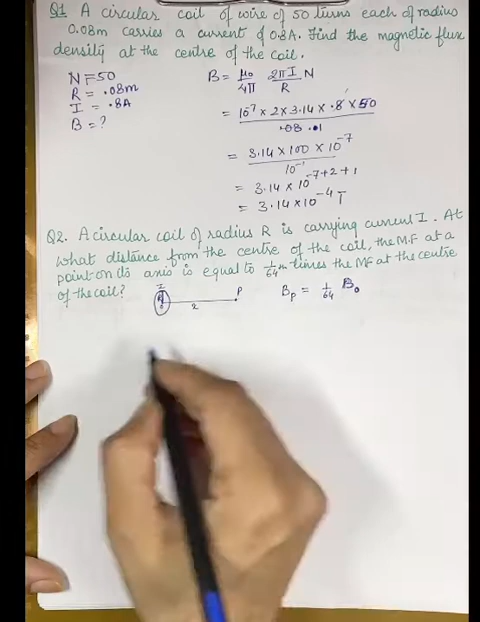 Q1 A circular coil of wire of 50 turns each of radius
0.08m carries a current of 0.8A. Find the magnetic flux
density at the centre of the coil.
N=50
R = .08m
I = .8A
B = ?
B = μ₀/4π 2πI/R N
= 10⁻⁷ x 2 x 3.14 x .8 x 50 / .08 .01
= 3.14 x 100 x 10⁻⁷ / 10⁻¹
= 3.14 x 10⁻⁷⁺²⁺¹
= 3.14 x 10⁻⁴ T
Q2. A circular coil of radius R is carrying current I. At
what distance from the centre of the coil, the M.F at a
point on its axis is equal to 1/64 th times the MF at the centre
of the coil?
I
R
O
x
P
Bp = 1/64 B₀